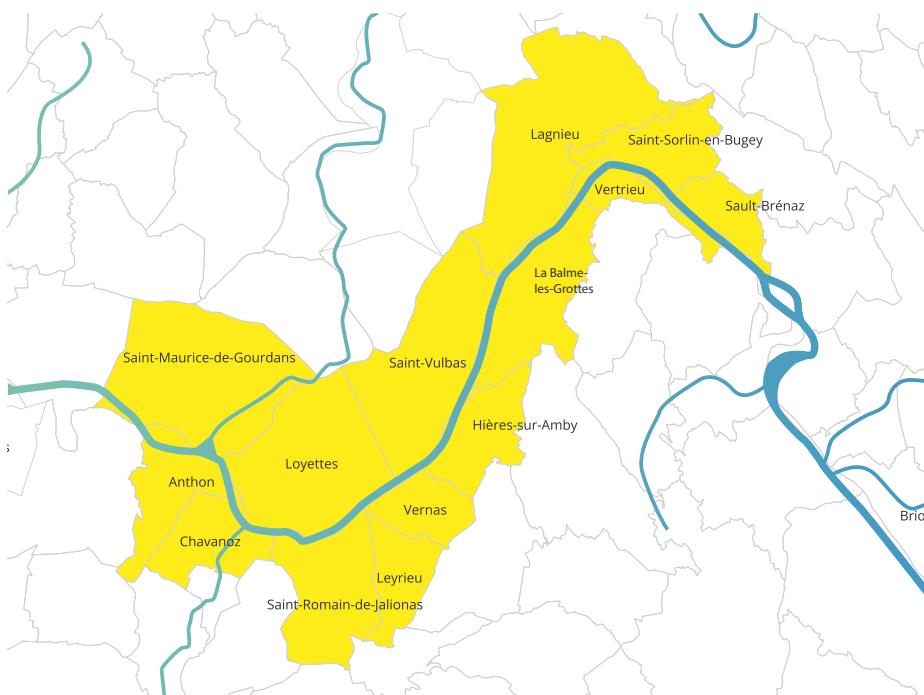 Lagnieu
Saint-Sorlin-en-Bugey
Vertrieu
Sault-Brénaz
La Balme-
les-Grottes
Saint-Maurice-de-Gourdans
Saint-Vulbas
Hières-sur-Amby
Loyettes
Anthon
Vernas
Brio
Chavanoz
Leyrieu
Saint-Romain-de-Jalionas